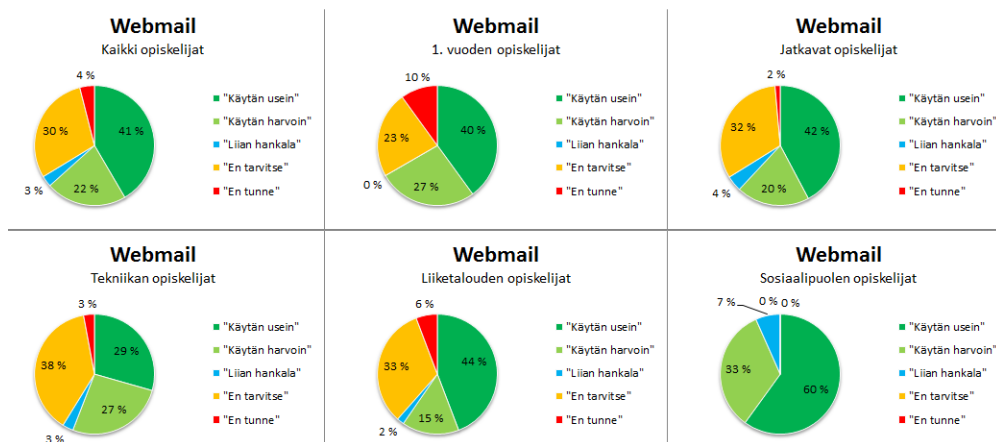 Webmail
Kaikki opiskelijat
4 %
30 %
41 %
3 %
22 %
"Käytän usein"
"Käytän harvoin"
"Liian hankala"
"En tarvitse"
"En tunne"
Webmail
1. vuoden opiskelijat
10 %
23 %
40 %
0 %
27 %
"Käytän usein"
"Käytän harvoin"
"Liian hankala"
"En tarvitse"
"En tunne"
Webmail
Jatkavat opiskelijat
2 %
32 %
42 %
4 %
20 %
"Käytän usein"
"Käytän harvoin"
"Liian hankala"
"En tarvitse"
"En tunne"
Webmail
Tekniikan opiskelijat
3 %
29 %
38 %
27 %
3 %
"Käytän usein"
"Käytän harvoin"
"Liian hankala"
"En tarvitse"
"En tunne"
Webmail
Liiketalouden opiskelijat
6 %
44 %
33 %
15 %
2 %
"Käytän usein"
"Käytän harvoin"
"Liian hankala"
"En tarvitse"
"En tunne"
Webmail
Sosiaalipuolen opiskelijat
7 %
0 %
0 %
33 %
60 %
"Käytän usein"
"Käytän harvoin"
"Liian hankala"
"En tarvitse"
"En tunne"